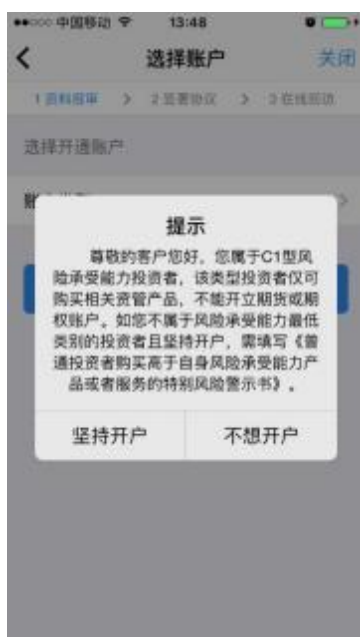 中国移动 13:48
选择账户 关闭
1 资料报审 > 2 签署协议 > 3 在线回访
选择开通账户
提示
尊敬的客户您好，您属于C1型风
险承受能力投资者，该类型投资者仅可
购买相关资管产品，不能开立期货或期
权账户。如您不属于风险承受能力最低
类别的投资者且坚持开户，需填写《普
通投资者购买高于自身风险承受能力产
品或者服务的特别风险警示书》。
坚持开户 不想开户